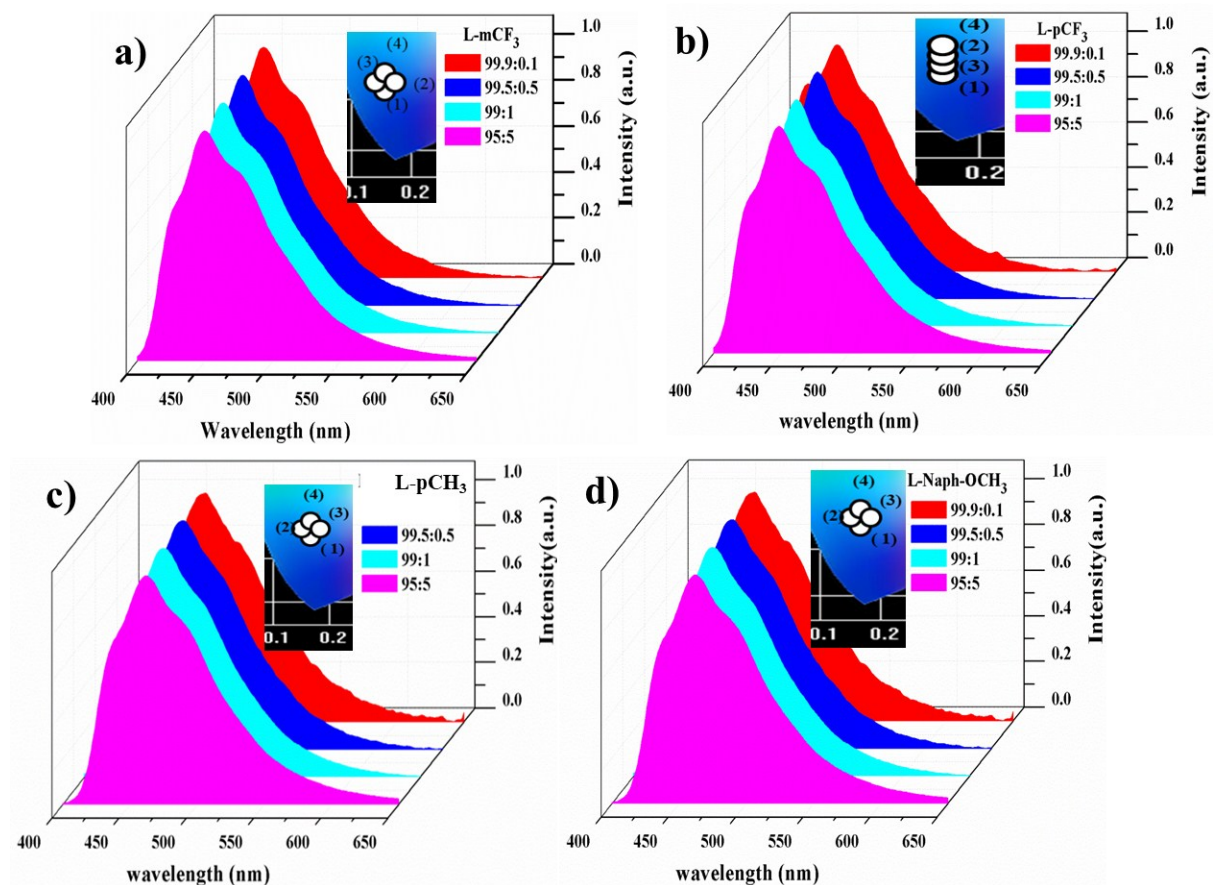 a)
L-mCF₃
99.9:0.1
99.5:0.5
99:1
95:5
(4)
(3)
(2)
(1)
0.1 0.2
1.0
0.8
0.6
0.4
0.2
0.0
Intensity (a.u.)
400 450 500 550 600 650
Wavelength (nm)
b)
L-pCF₃
99.9:0.1
99.5:0.5
99:1
95:5
(4)
(2)
(3)
(1)
0.2
1.0
0.8
0.6
0.4
0.2
0.0
Intensity (a.u.)
400 450 500 550 600 650
wavelength (nm)
c)
L-pCH₃
99.5:0.5
99:1
95:5
(4)
(3)
(2)
(1)
0.1 0.2
1.0
0.8
0.6
0.4
0.2
0.0
Intensity(a.u.)
400 450 500 550 600 650
wavelength (nm)
d)
L-Naph-OCH₃
99.9:0.1
99.5:0.5
99:1
95:5
(4)
(3)
(2)
(1)
0.1 0.2
1.0
0.8
0.6
0.4
0.2
0.0
Intensity(a.u.)
400 450 500 550 600 650
wavelength (nm)